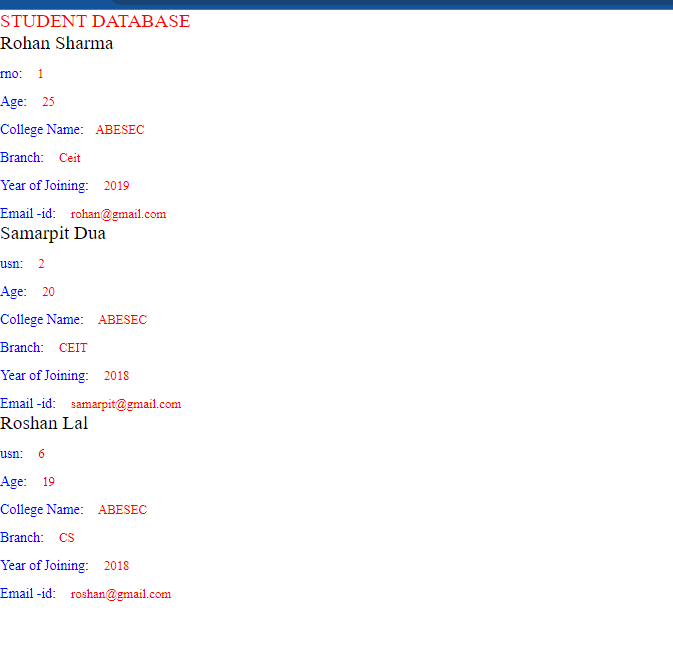 STUDENT DATABASE
Rohan Sharma
rno: 1
Age: 25
College Name: ABESEC
Branch: Ceit
Year of Joining: 2019
Email -id: rohan@gmail.com
Samarpit Dua
usn: 2
Age: 20
College Name: ABESEC
Branch: CEIT
Year of Joining: 2018
Email -id: samarpit@gmail.com
Roshan Lal
usn: 6
Age: 19
College Name: ABESEC
Branch: CS
Year of Joining: 2018
Email -id: roshan@gmail.com